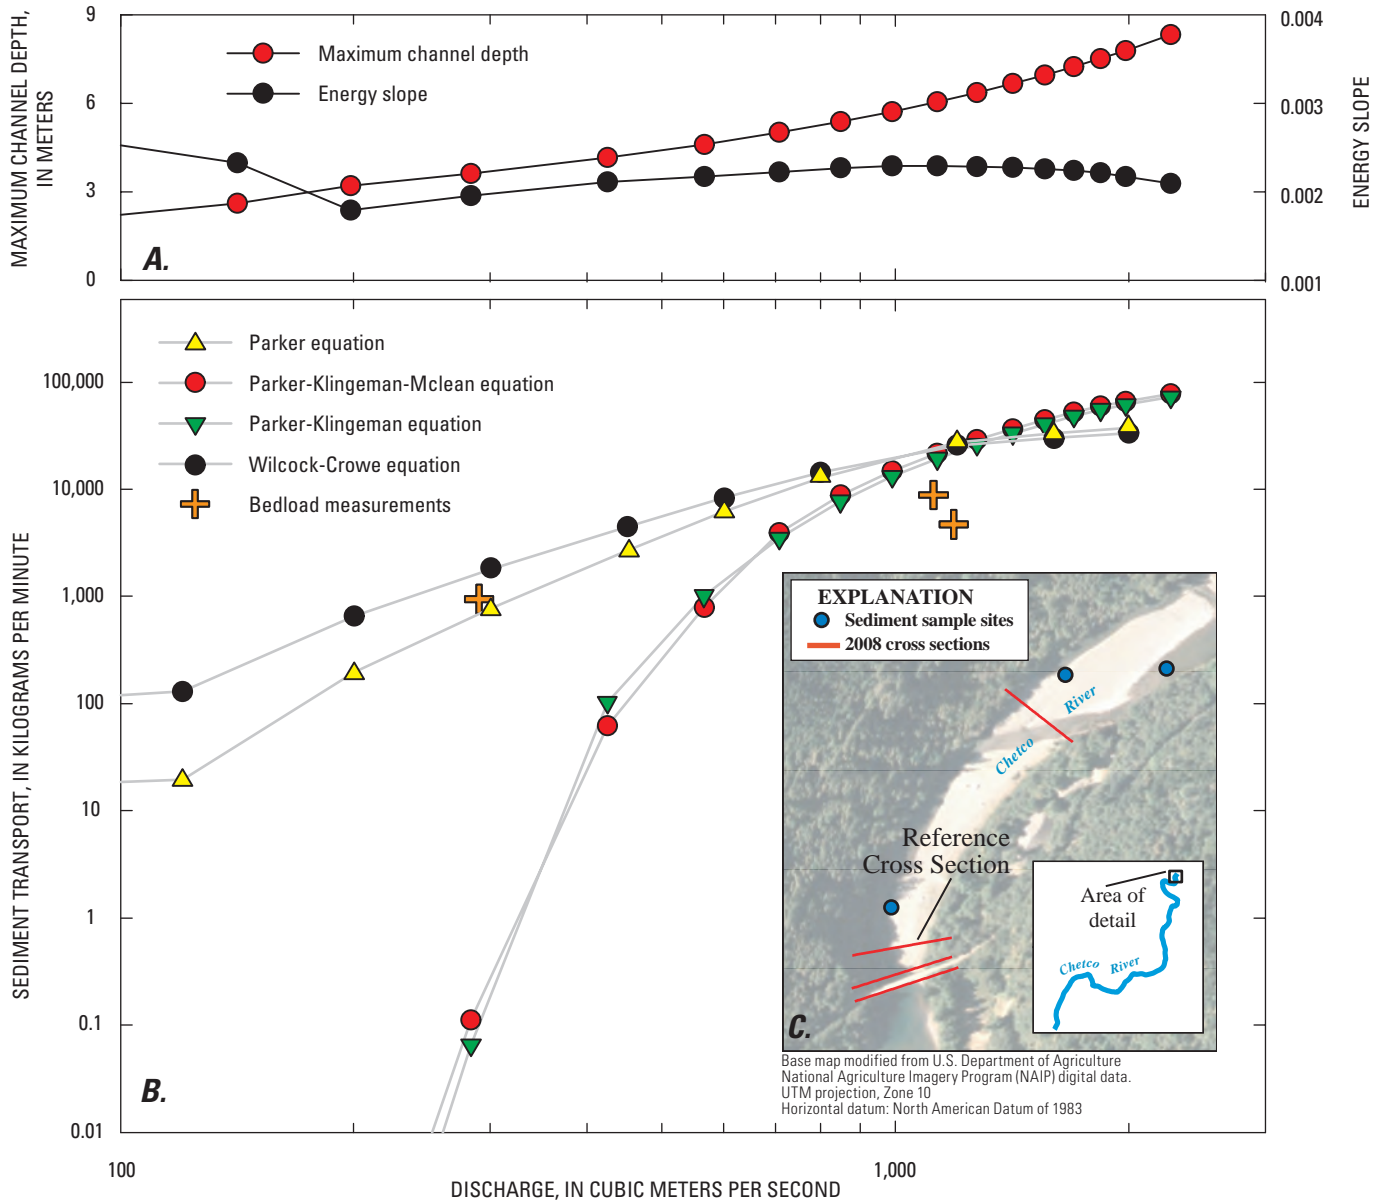 MAXIMUM CHANNEL DEPTH,
IN METERS
9
6
3
0
Maximum channel depth
Energy slope
A.
0.004
0.003
0.002
0.001
ENERGY SLOPE
SEDIMENT TRANSPORT, IN KILOGRAMS PER MINUTE
100,000
10,000
1,000
100
10
1
0.1
0.01
Parker equation
Parker-Klingeman-Mclean equation
Parker-Klingeman equation
Wilcock-Crowe equation
Bedload measurements
B.
EXPLANATION
Sediment sample sites
2008 cross sections
Chetco River
Reference
Cross Section
Area of
detail
Chetco River
C.
Base map modified from U.S. Department of Agriculture
National Agriculture Imagery Program (NAIP) digital data.
UTM projection, Zone 10
Horizontal datum: North American Datum of 1983
100
1,000
DISCHARGE, IN CUBIC METERS PER SECOND